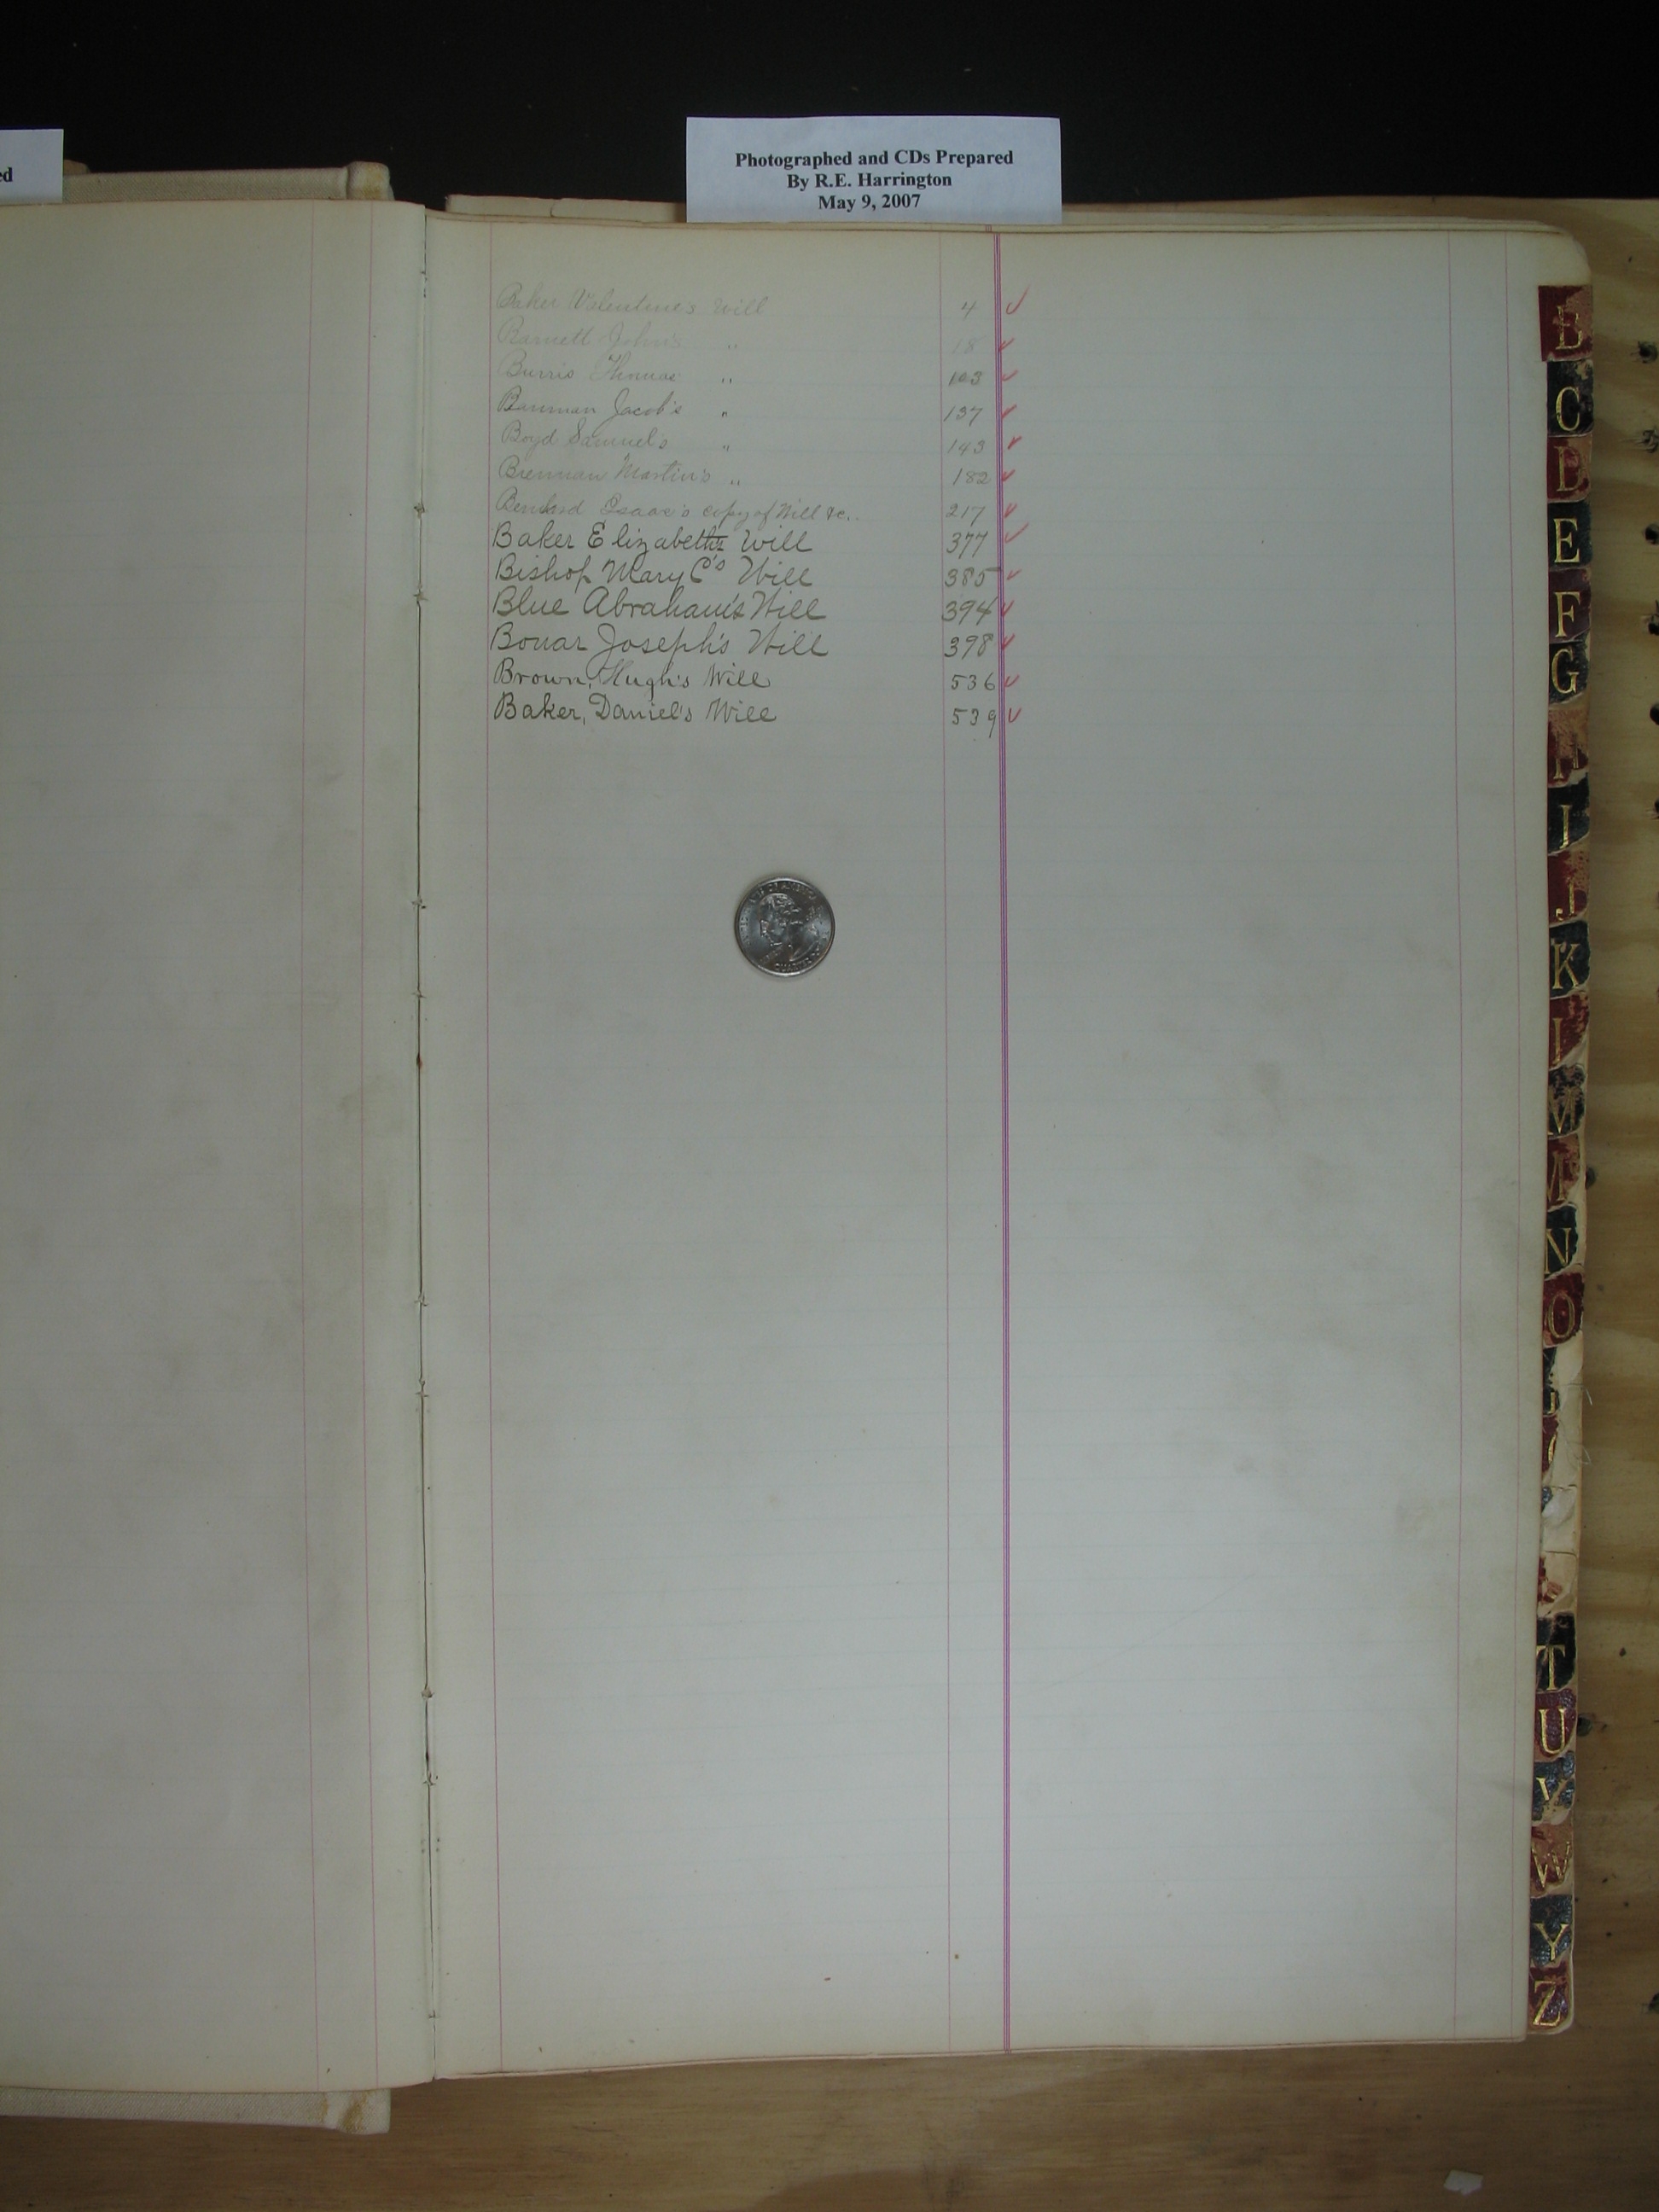 ed
Photographed and CDs Prepared
By R.E. Harrington
May 9, 2007
Baker Valentine's Will 4 ✓
Barnett John's " 18 ✓
Burris Thomas " 103 ✓
Jacob's " 137 ✓
Boyd Samuel's " 143 ✓
Brennan Martin's " 182 ✓
Isaac's copy of Will &c. 217 ✓
Baker Elizabeth's Will 377 ✓
Bishop Mary C's Will 385 ✓
Blue Abraham's Will 394 ✓
Bonar Joseph's Will 398 ✓
Brown, Hugh's Will 536 ✓
Baker, Daniel's Will 539 ✓
B
C
D
E
F
G
H
I
J
K
L
M
N
O
T
U
V
W
Y
Z